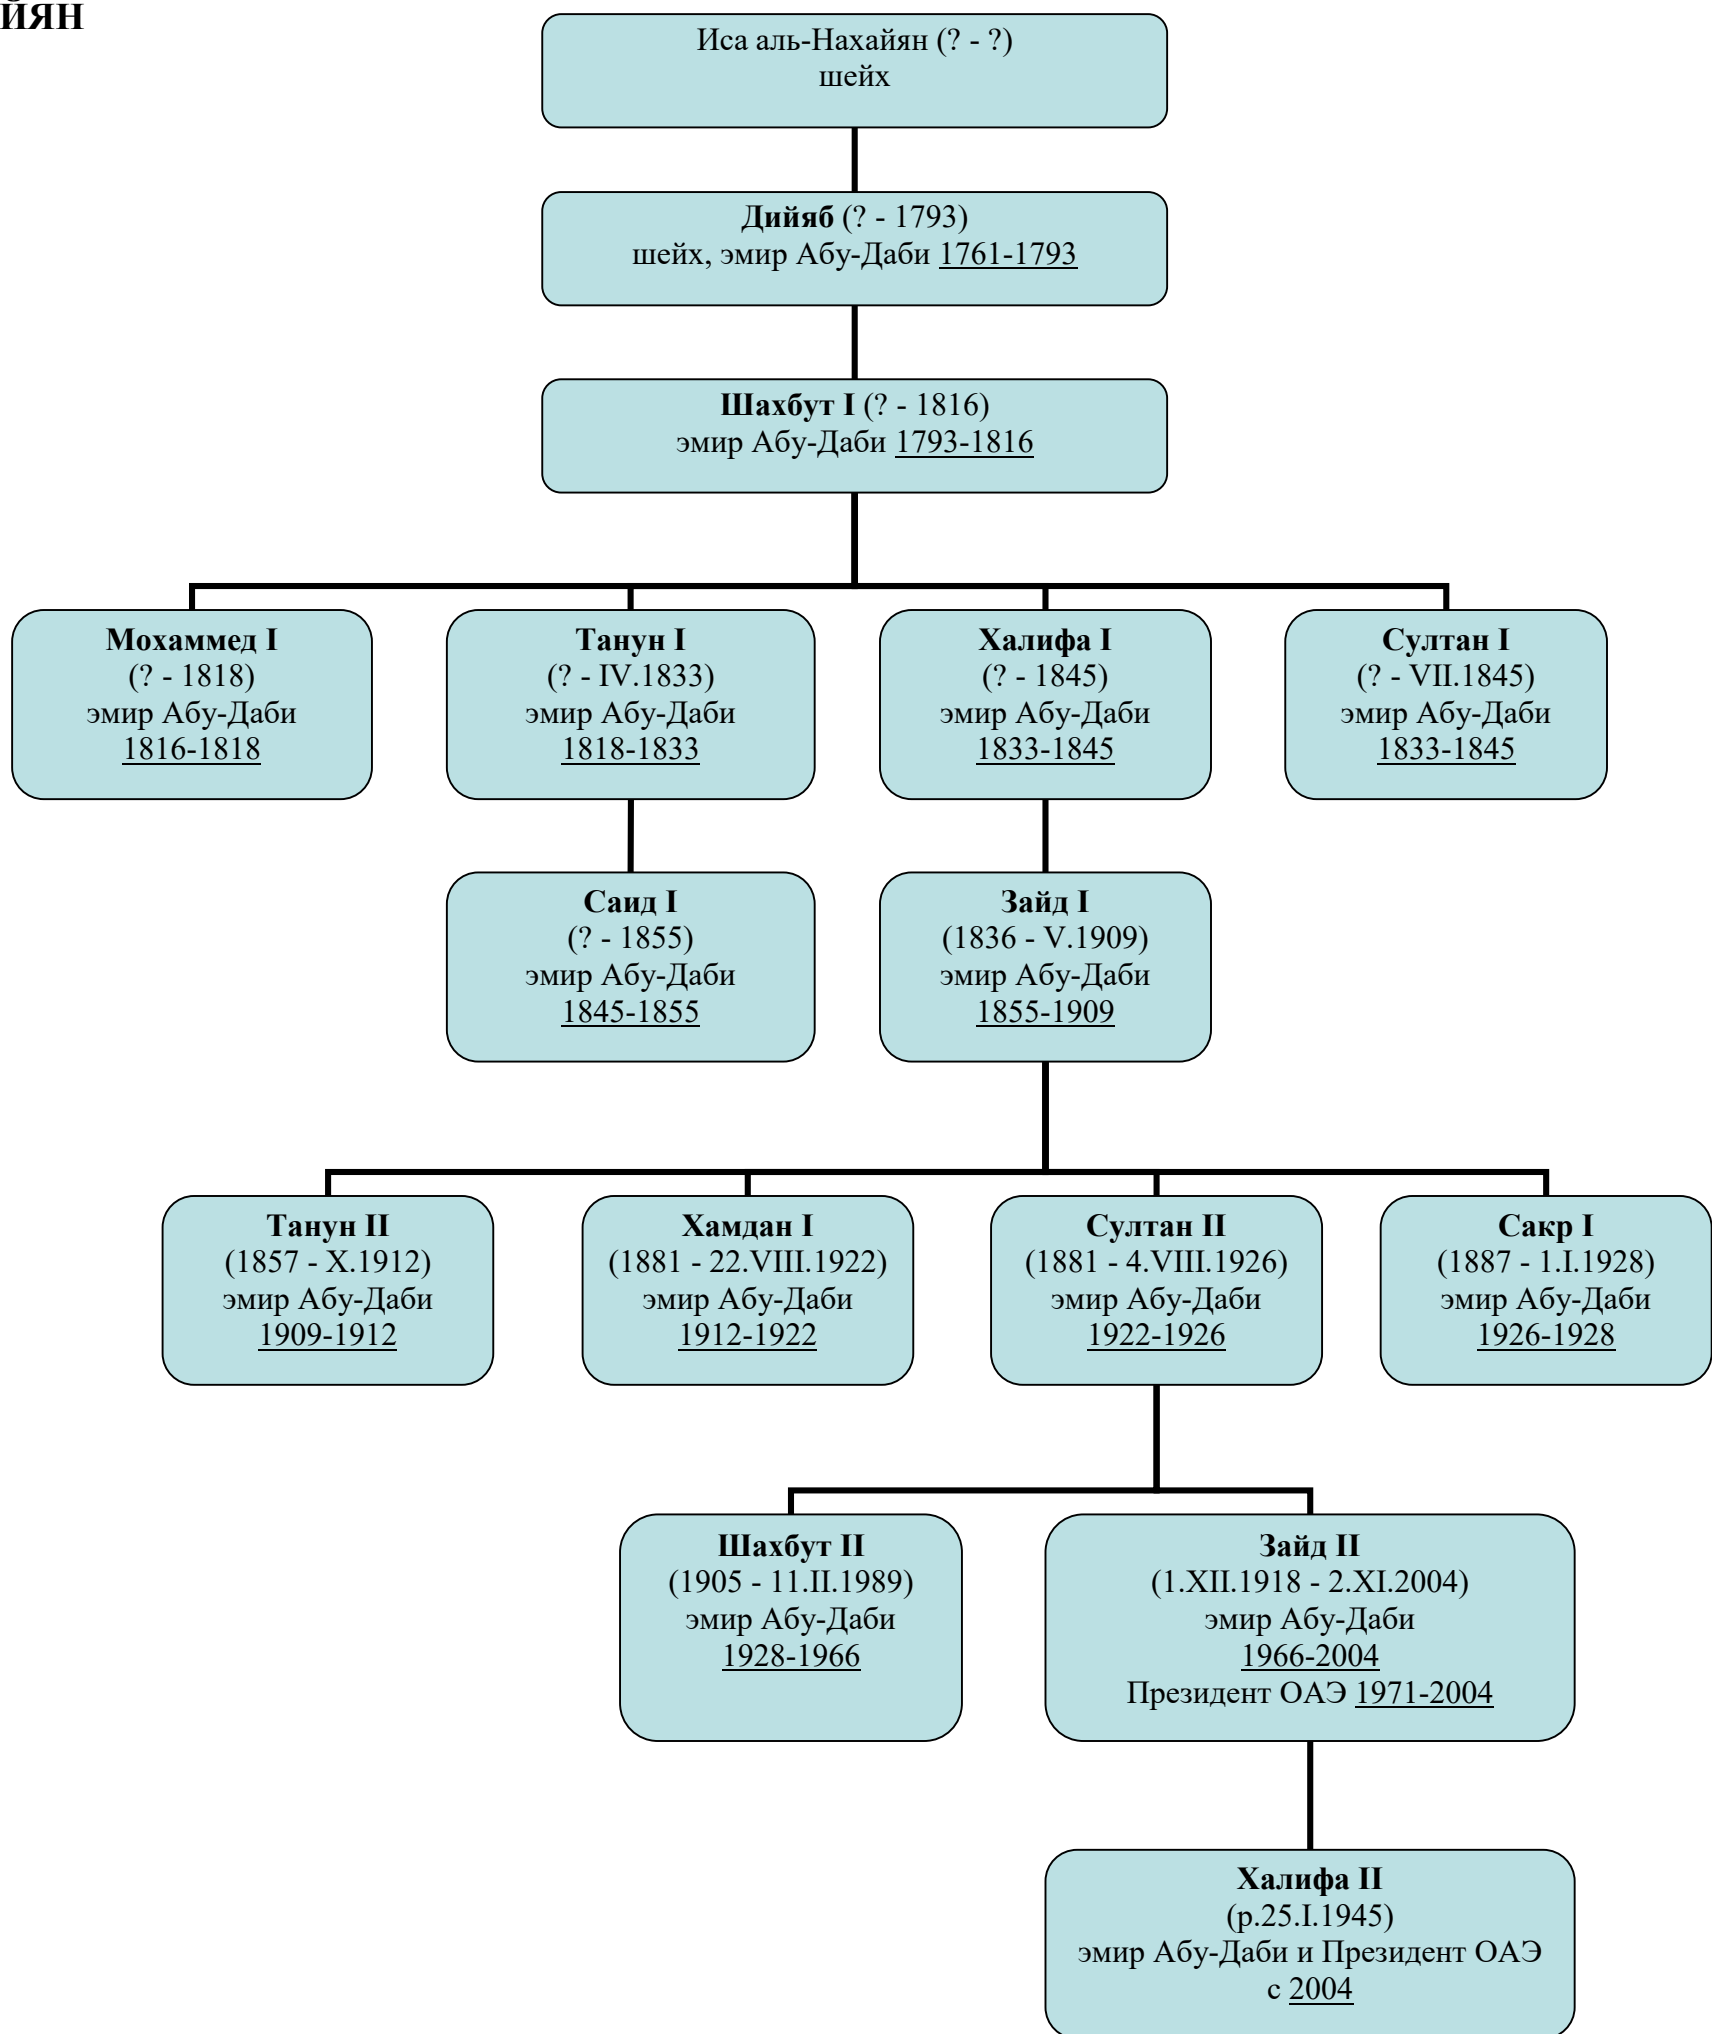 ЙЯН
Иса аль-Нахайян (? - ?)
шейх
Дийяб (? - 1793)
шейх, эмир Абу-Даби 1761-1793
Шахбут I (? - 1816)
эмир Абу-Даби 1793-1816
Мохаммед I
(? - 1818)
эмир Абу-Даби
1816-1818
Танун I
(? - IV.1833)
эмир Абу-Даби
1818-1833
Халифа I
(? - 1845)
эмир Абу-Даби
1833-1845
Султан I
(? - VII.1845)
эмир Абу-Даби
1833-1845
Саид I
(? - 1855)
эмир Абу-Даби
1845-1855
Зайд I
(1836 - V.1909)
эмир Абу-Даби
1855-1909
Танун II
(1857 - X.1912)
эмир Абу-Даби
1909-1912
Хамдан I
(1881 - 22.VIII.1922)
эмир Абу-Даби
1912-1922
Султан II
(1881 - 4.VIII.1926)
эмир Абу-Даби
1922-1926
Сакр I
(1887 - 1.I.1928)
эмир Абу-Даби
1926-1928
Шахбут II
(1905 - 11.II.1989)
эмир Абу-Даби
1928-1966
Зайд II
(1.XII.1918 - 2.XI.2004)
эмир Абу-Даби
1966-2004
Президент ОАЭ 1971-2004
Халифа II
(р.25.I.1945)
эмир Абу-Даби и Президент ОАЭ
с 2004